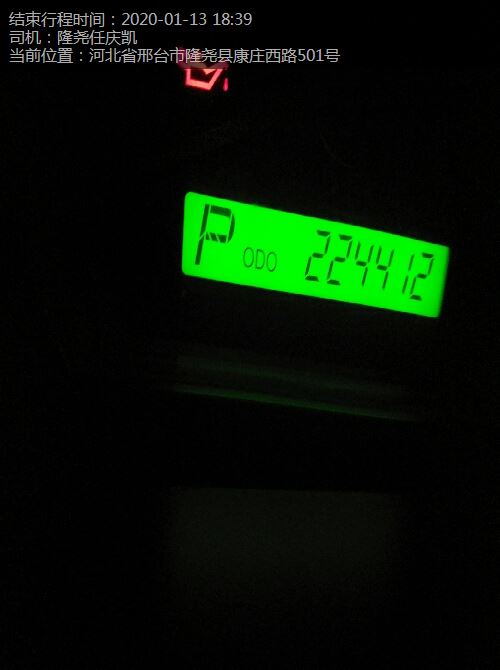 结束行程时间：2020-01-13 18:39
司机：隆尧任庆凯
当前位置：河北省邢台市隆尧县康庄西路501号
P ODO 224412